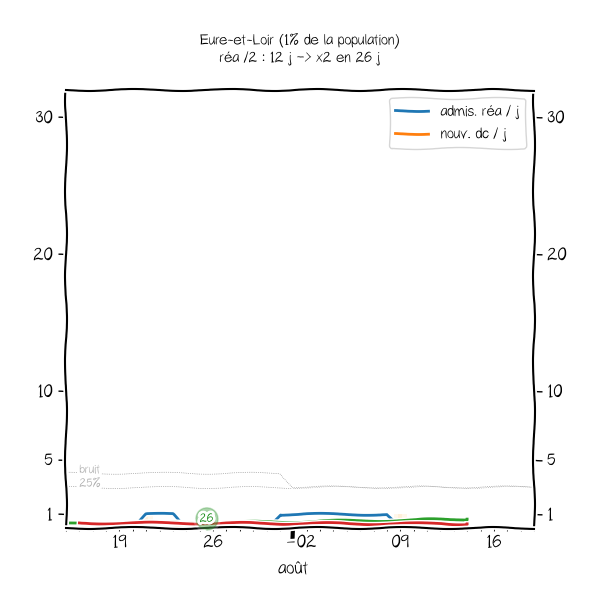 Eure-et-Loir (1% de la population)
réa /2 : 12 j -> x2 en 26 j
admis. réa / j
nouv. dc / j
30
30
20
20
10
10
5
5
bruit
25%
1
1
26
19
26
02
09
16
août